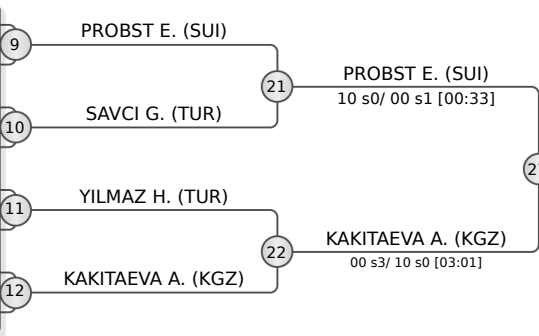 PROBST E. (SUI)
9
21
PROBST E. (SUI)
10 s0/ 00 s1 [00:33]
SAVCI G. (TUR)
10
YILMAZ H. (TUR)
11
22
KAKITAEVA A. (KGZ)
00 s3/ 10 s0 [03:01]
KAKITAEVA A. (KGZ)
12